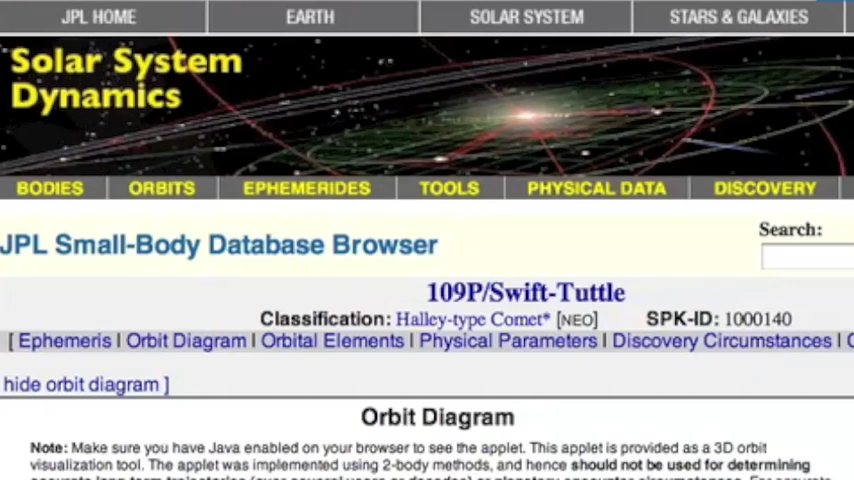 JPL HOME EARTH SOLAR SYSTEM STARS & GALAXIES
Solar System
Dynamics
BODIES ORBITS EPHEMERIDES TOOLS PHYSICAL DATA DISCOVERY
Search:
JPL Small-Body Database Browser
109P/Swift-Tuttle
Classification: Halley-type Comet* [NEO] SPK-ID: 1000140
[ Ephemeris | Orbit Diagram | Orbital Elements | Physical Parameters | Discovery Circumstances |
hide orbit diagram ]
Orbit Diagram
Note: Make sure you have Java enabled on your browser to see the applet. This applet is provided as a 3D orbit
visualization tool. The applet was implemented using 2-body methods, and hence should not be used for determining